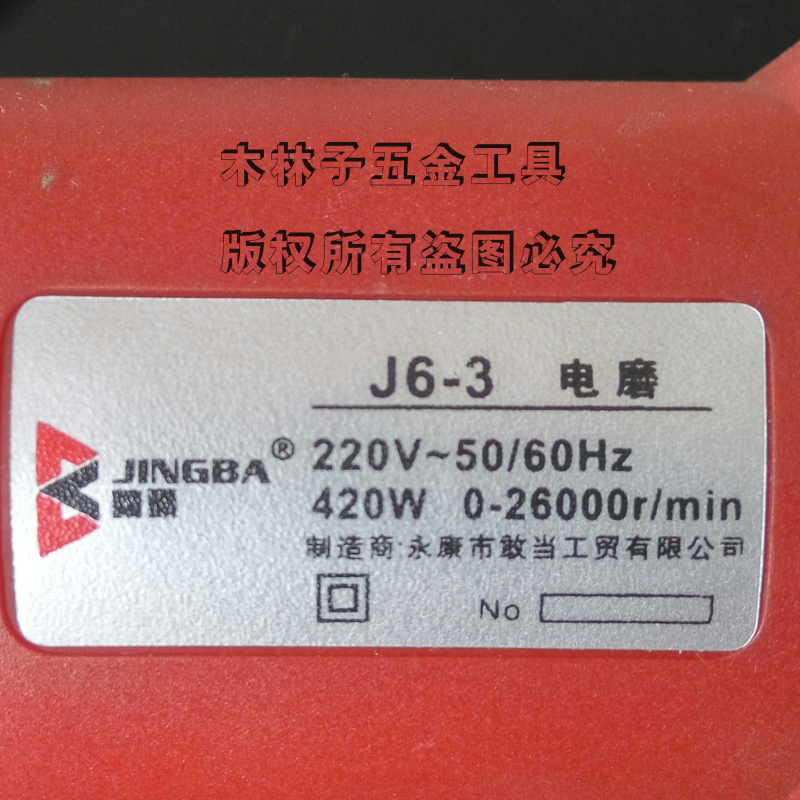 木林子五金工具
版权所有盗图必究
J6-3 电磨
JINGBA®
220V~50/60Hz
420W 0-26000r/min
制造商:永康市敢当工贸有限公司
No